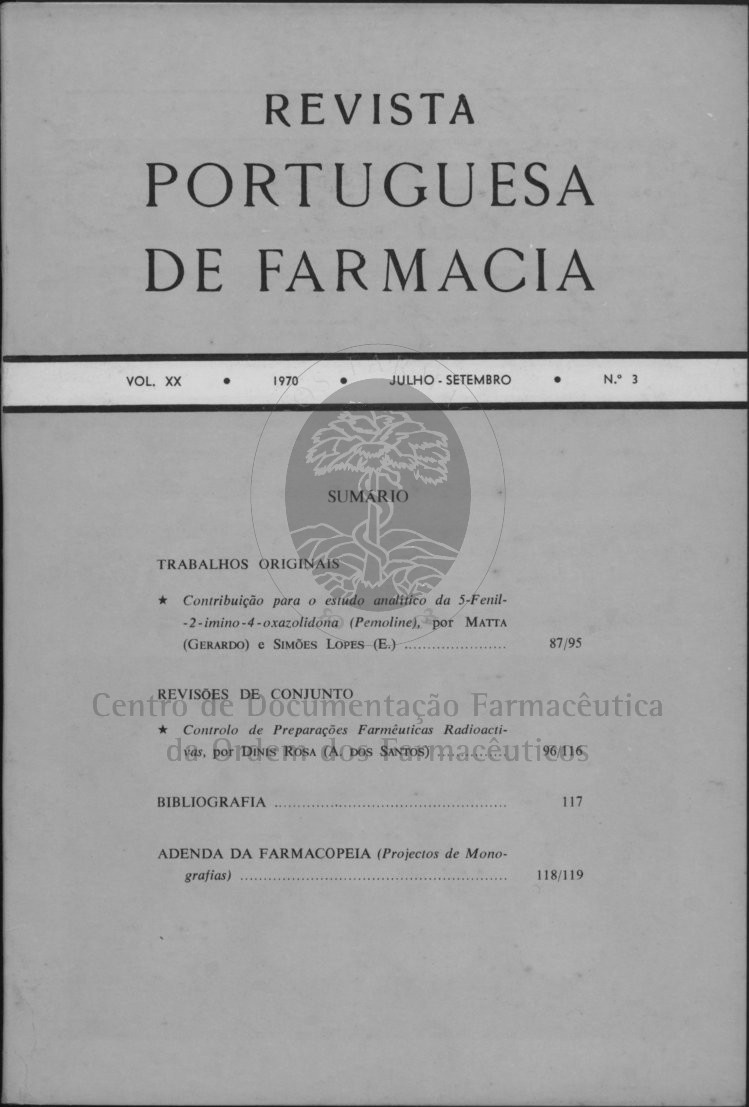 REVISTA
PORTUGUESA
DE FARMACIA
VOL. XX • 1970 • JULHO - SETEMBRO • N.º 3
SUMÁRIO
TRABALHOS ORIGINAIS
★ Contribuição para o estudo analítico da 5-Fenil-
-2-imino-4-oxazolidona (Pemoline), por MATTA
(GERARDO) e SIMÕES LOPES (E.) ...................... 87/95
REVISÕES DE CONJUNTO
Centro de Documentação Farmacêutica
★ Controlo de Preparações Farmêuticas Radioacti-
vas, por DINIS ROSA (A. DOS SANTOS) ............... 96/116
da Ordem dos Farmacêuticos
BIBLIOGRAFIA .................................................. 117
ADENDA DA FARMACOPEIA (Projectos de Mono-
grafias) .......................................................... 118/119